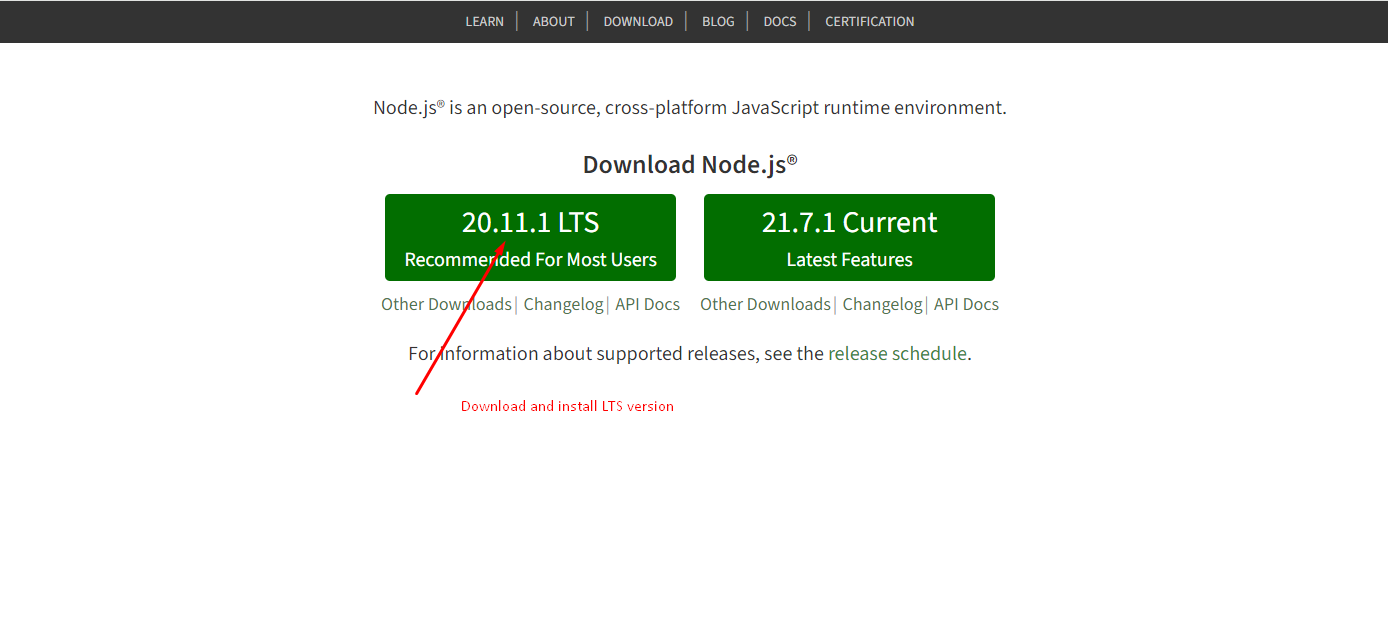 LEARN | ABOUT | DOWNLOAD | BLOG | DOCS | CERTIFICATION
Node.js® is an open-source, cross-platform JavaScript runtime environment.
Download Node.js®
20.11.1 LTS
Recommended For Most Users
21.7.1 Current
Latest Features
Other Downloads | Changelog | API Docs
Other Downloads | Changelog | API Docs
For information about supported releases, see the release schedule.
Download and install LTS version